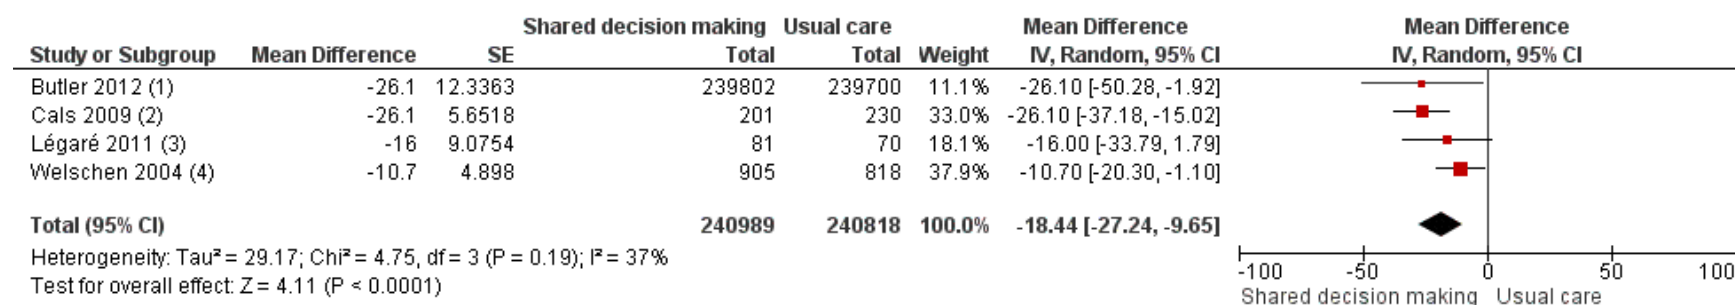 Shared decision making Usual care Mean Difference Mean Difference
Study or Subgroup Mean Difference SE Total Total Weight IV, Random, 95% CI IV, Random, 95% CI
Butler 2012 (1) -26.1 12.3363 239802 239700 11.1% -26.10 [-50.28, -1.92]
Cals 2009 (2) -26.1 5.6518 201 230 33.0% -26.10 [-37.18, -15.02]
Légaré 2011 (3) -16 9.0754 81 70 18.1% -16.00 [-33.79, 1.79]
Welschen 2004 (4) -10.7 4.898 905 818 37.9% -10.70 [-20.30, -1.10]
Total (95% CI) 240989 240818 100.0% -18.44 [-27.24, -9.65]
Heterogeneity: Tau² = 29.17; Chi² = 4.75, df = 3 (P = 0.19); I² = 37%
Test for overall effect: Z = 4.11 (P < 0.0001)
-100 -50 0 50 100
Shared decision making Usual care